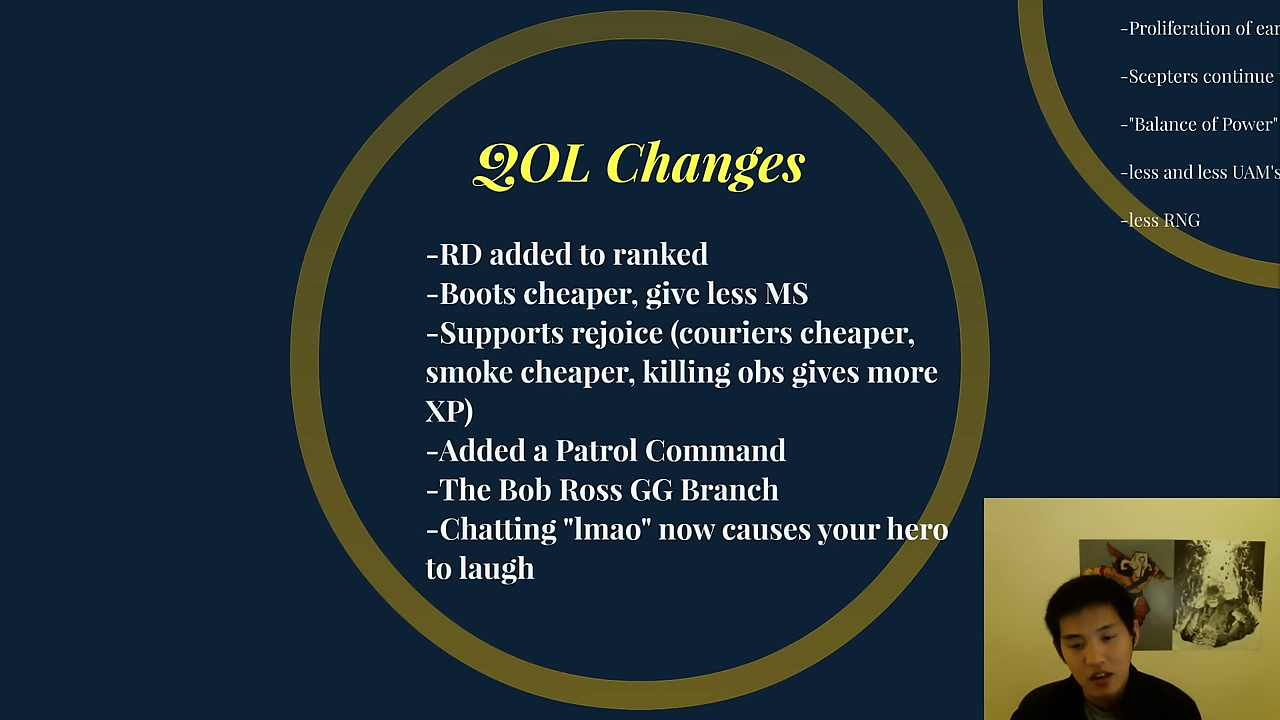 QOL Changes
-RD added to ranked
-Boots cheaper, give less MS
-Supports rejoice (couriers cheaper,
smoke cheaper, killing obs gives more
XP)
-Added a Patrol Command
-The Bob Ross GG Branch
-Chatting "lmao" now causes your hero
to laugh
-Proliferation of
-Scepters continue
-"Balance of Power"
-less and less UAM's
-less RNG